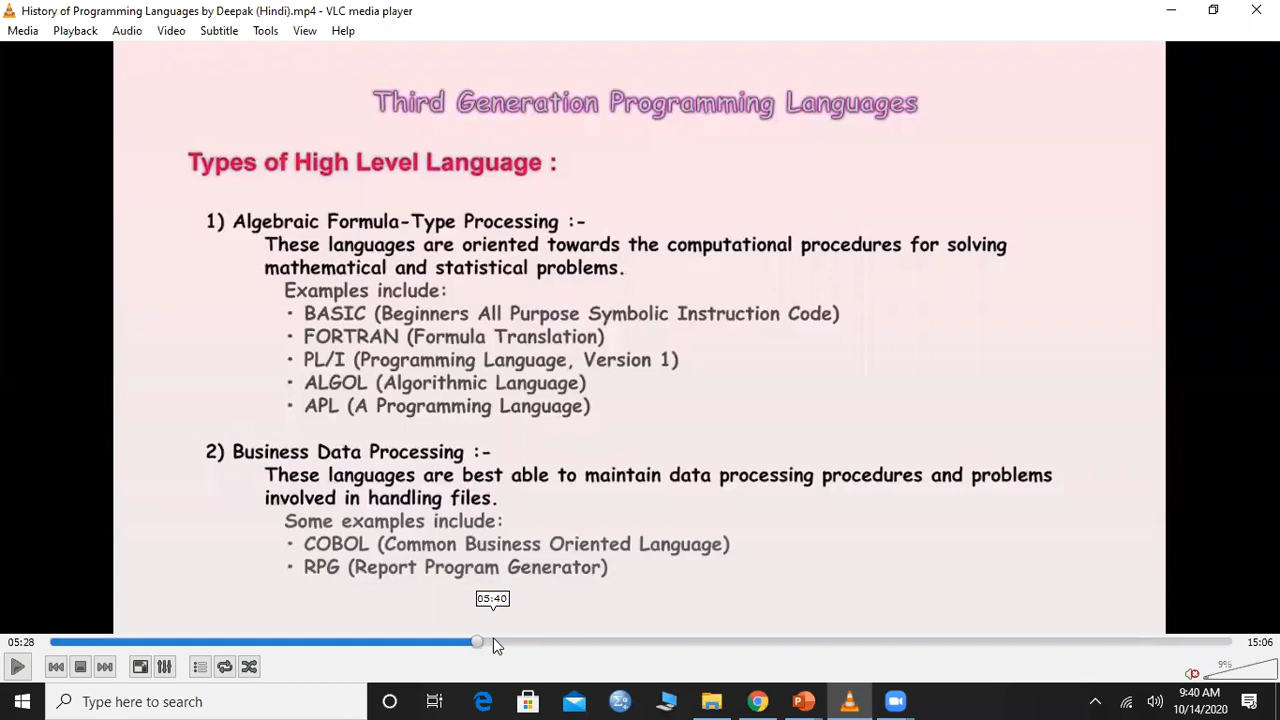 History of Programming Languages by Deepak (Hindi).mp4 - VLC media player
Media Playback Audio Video Subtitle Tools View Help
Third Generation Programming Languages
Types of High Level Language :
1) Algebraic Formula-Type Processing :-
These languages are oriented towards the computational procedures for solving
mathematical and statistical problems.
Examples include:
• BASIC (Beginners All Purpose Symbolic Instruction Code)
• FORTRAN (Formula Translation)
• PL/I (Programming Language, Version 1)
• ALGOL (Algorithmic Language)
• APL (A Programming Language)
2) Business Data Processing :-
These languages are best able to maintain data processing procedures and problems
involved in handling files.
Some examples include:
• COBOL (Common Business Oriented Language)
• RPG (Report Program Generator)
05:40
05:28 15:06
9%
Type here to search
9:40 AM
10/14/2020